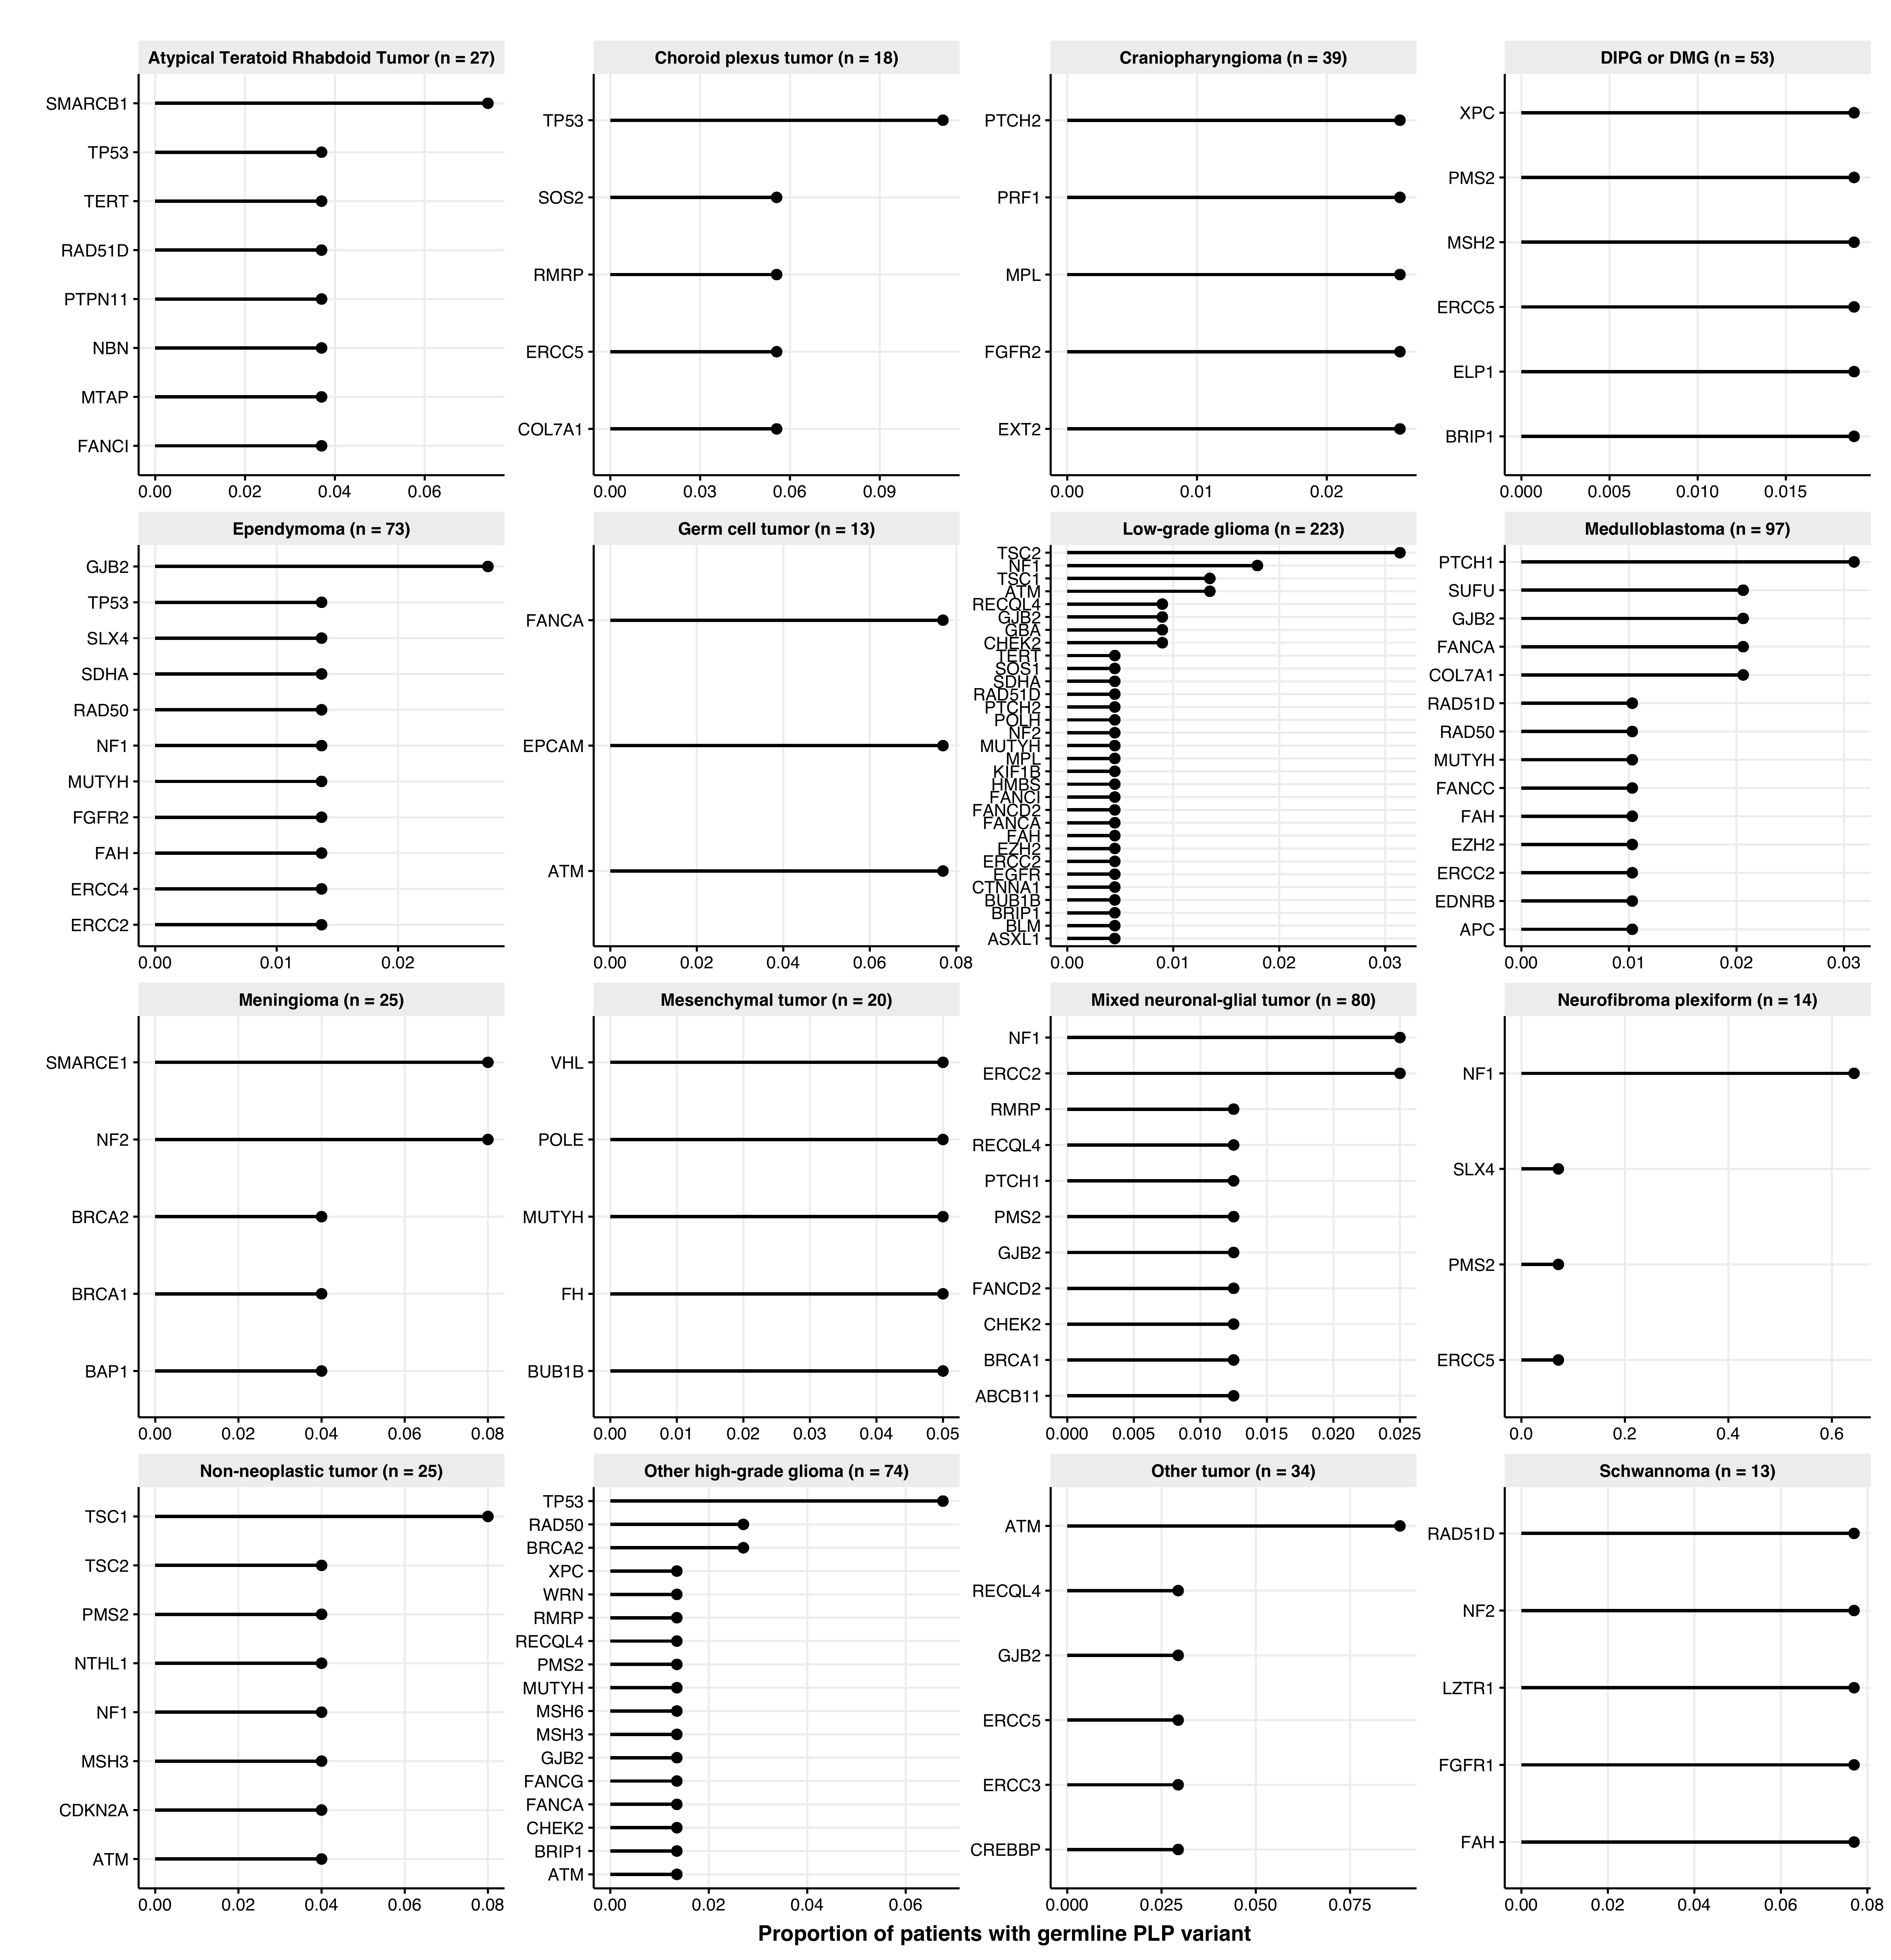 Atypical Teratoid Rhabdoid Tumor (n = 27)
SMARCB1
TP53
TERT
RAD51D
PTPN11
NBN
MTAP
FANCI
0.00 0.02 0.04 0.06
Choroid plexus tumor (n = 18)
TP53
SOS2
RMRP
ERCC5
COL7A1
0.00 0.03 0.06 0.09
Craniopharyngioma (n = 39)
PTCH2
PRF1
MPL
FGFR2
EXT2
0.00 0.01 0.02
DIPG or DMG (n = 53)
XPC
PMS2
MSH2
ERCC5
ELP1
BRIP1
0.000 0.005 0.010 0.015
Ependymoma (n = 73)
GJB2
TP53
SLX4
SDHA
RAD50
NF1
MUTYH
FGFR2
FAH
ERCC4
ERCC2
0.00 0.01 0.02
Germ cell tumor (n = 13)
FANCA
EPCAM
ATM
0.00 0.02 0.04 0.06 0.08
Low-grade glioma (n = 223)
TSC2
NF1
TSC1
ATM
RECQL4
GJB2
GBA
CHEK2
TERT
SOS1
SDHA
RAD51D
PTCH2
POLH
NF2
MUTYH
MPL
KIF1B
HMBS
FANCI
FANCD2
FANCA
FAH
EZH2
ERCC2
EGFR
CTNNA1
BUB1B
BRIP1
BLM
ASXL1
0.00 0.01 0.02 0.03
Medulloblastoma (n = 97)
PTCH1
SUFU
GJB2
FANCA
COL7A1
RAD51D
RAD50
MUTYH
FANCC
FAH
EZH2
ERCC2
EDNRB
APC
0.00 0.01 0.02 0.03
Meningioma (n = 25)
SMARCE1
NF2
BRCA2
BRCA1
BAP1
0.00 0.02 0.04 0.06 0.08
Mesenchymal tumor (n = 20)
VHL
POLE
MUTYH
FH
BUB1B
0.00 0.01 0.02 0.03 0.04 0.05
Mixed neuronal-glial tumor (n = 80)
NF1
ERCC2
RMRP
RECQL4
PTCH1
PMS2
GJB2
FANCD2
CHEK2
BRCA1
ABCB11
0.000 0.005 0.010 0.015 0.020 0.025
Neurofibroma plexiform (n = 14)
NF1
SLX4
PMS2
ERCC5
0.0 0.2 0.4 0.6
Non-neoplastic tumor (n = 25)
TSC1
TSC2
PMS2
NTHL1
NF1
MSH3
CDKN2A
ATM
0.00 0.02 0.04 0.06 0.08
Other high-grade glioma (n = 74)
TP53
RAD50
BRCA2
XPC
WRN
RMRP
RECQL4
PMS2
MUTYH
MSH6
MSH3
GJB2
FANCG
FANCA
CHEK2
BRIP1
ATM
0.00 0.02 0.04 0.06
Other tumor (n = 34)
ATM
RECQL4
GJB2
ERCC5
ERCC3
CREBBP
0.000 0.025 0.050 0.075
Schwannoma (n = 13)
RAD51D
NF2
LZTR1
FGFR1
FAH
0.00 0.02 0.04 0.06 0.08
Proportion of patients with germline PLP variant